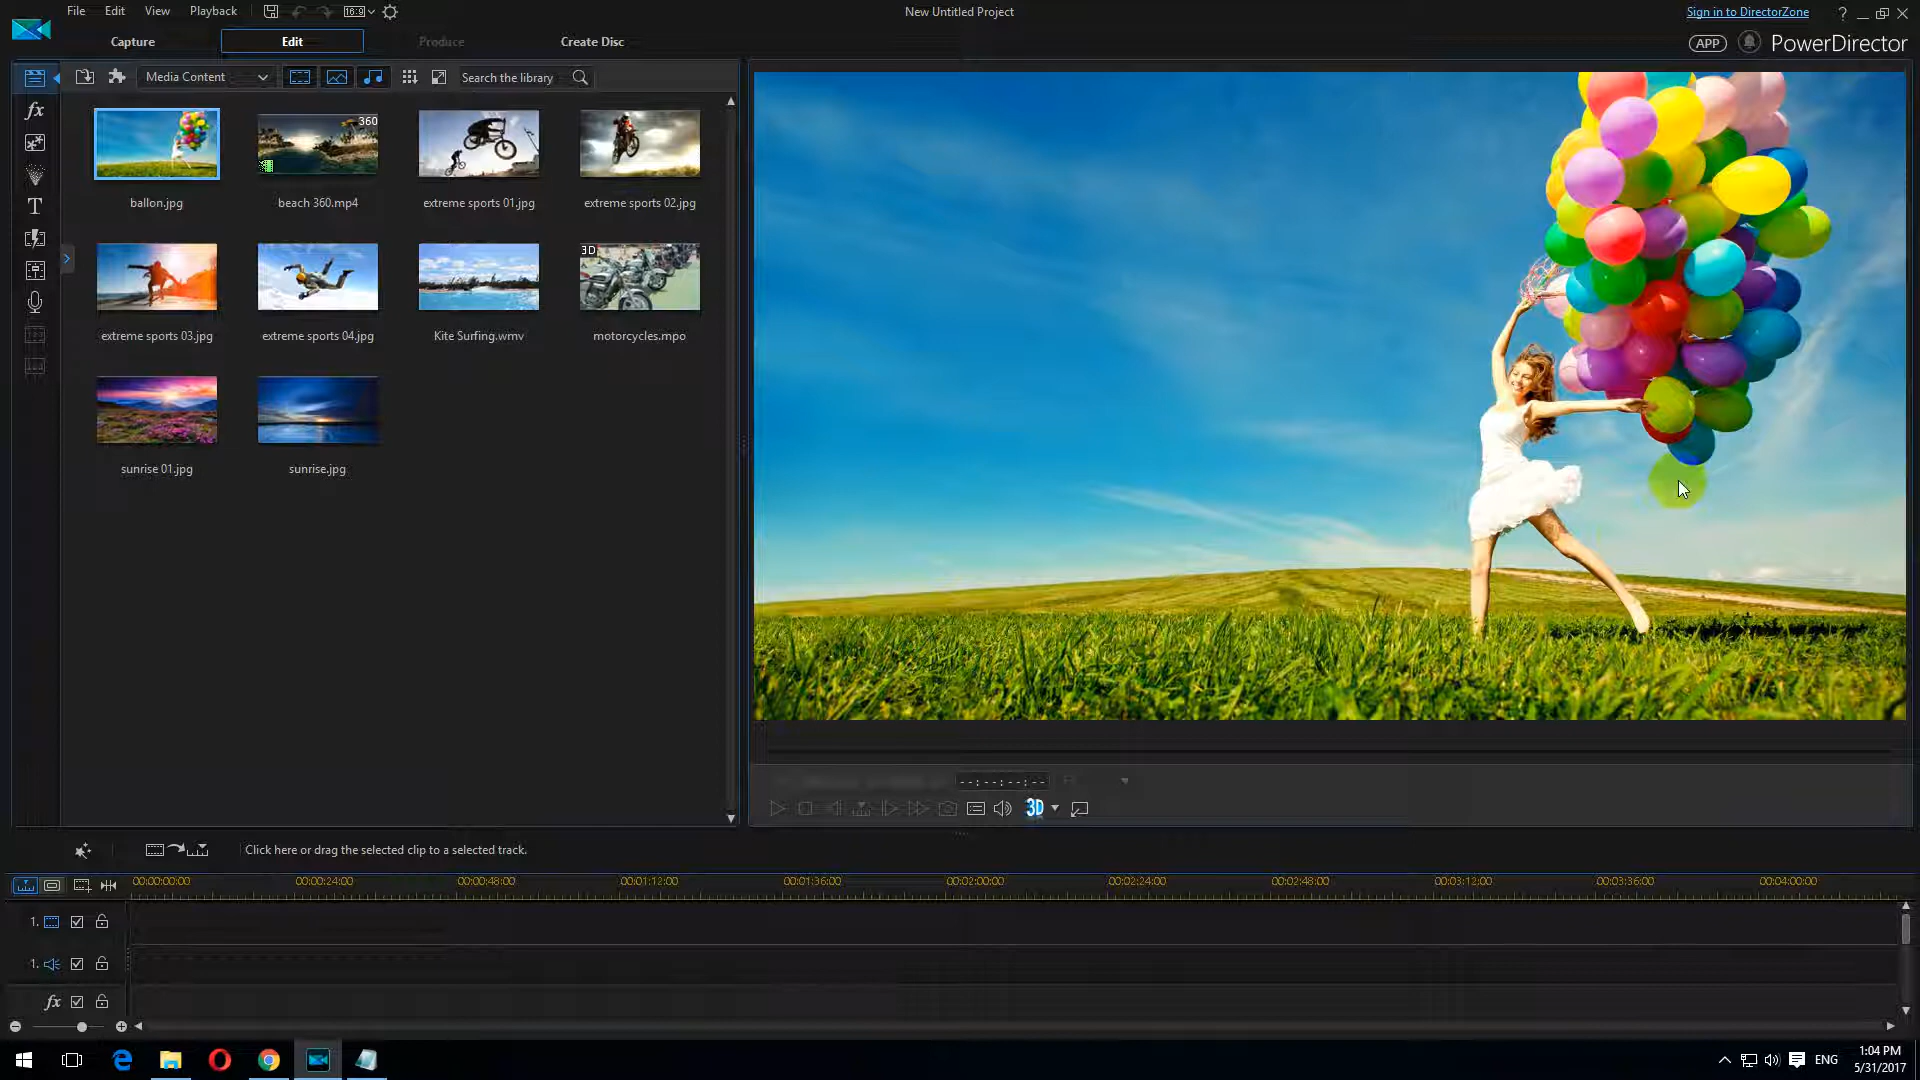 File Edit View Playback 16:9 New Untitled Project Sign in to DirectorZone ?
Capture Edit Produce Create Disc APP PowerDirector
Media Content Search the library
fx
T
360
ballon.jpg beach 360.mp4 extreme sports 01.jpg extreme sports 02.jpg
3D
extreme sports 03.jpg extreme sports 04.jpg Kite Surfing.wmv motorcycles.mpo
sunrise 01.jpg sunrise.jpg
--:--:--:--
3D
Click here or drag the selected clip to a selected track.
00:00:00:00 00:00:24:00 00:00:48:00 00:01:12:00 00:01:36:00 00:02:00:00 00:02:24:00 00:02:48:00 00:03:12:00 00:03:36:00 00:04:00:00
1.
1.
fx
ENG 1:04 PM
5/31/2017